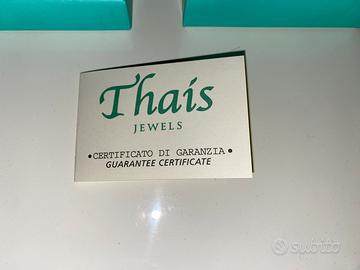 Thais
JEWELS
•CERTIFICATO DI GARANZIA•
GUARANTEE CERTIFICATE
subito